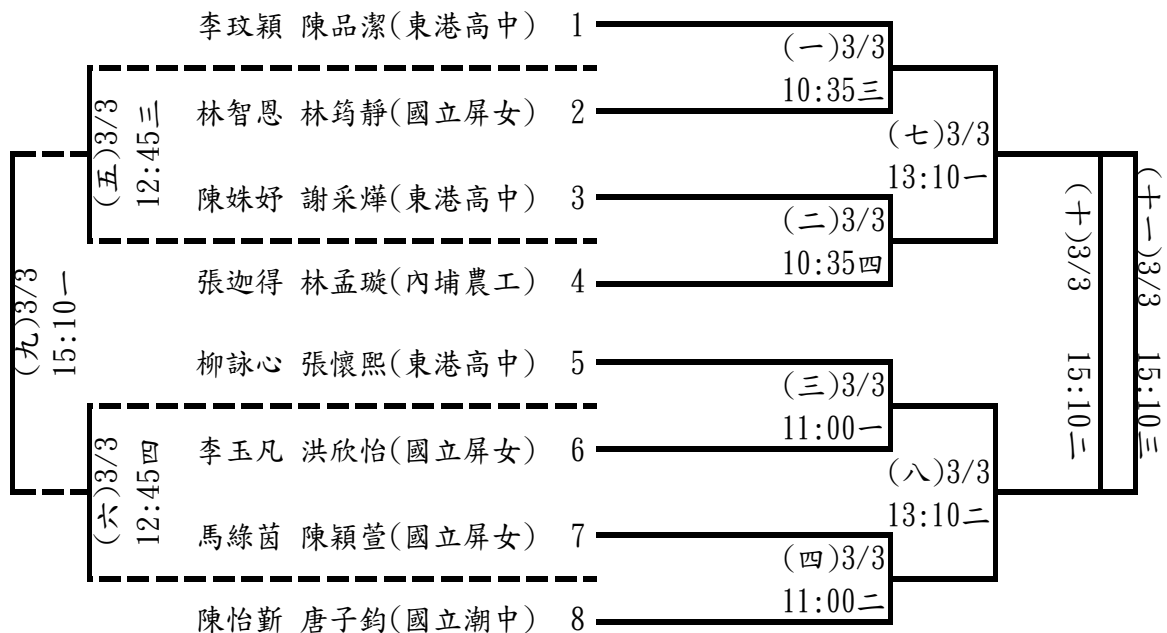 李玟穎 陳品潔(東港高中) 1
(一)3/3
10:35三
林智恩 林筠靜(國立屏女) 2
(五)3/3
12:45三
(七)3/3
13:10一
陳姝妤 謝采燁(東港高中) 3
(二)3/3
10:35四
張迦得 林孟璇(內埔農工) 4
(九)3/3
15:10一
(十)3/3 15:10二
(十一)3/3 15:10三
柳詠心 張懷熙(東港高中) 5
(三)3/3
11:00一
李玉凡 洪欣怡(國立屏女) 6
(六)3/3
12:45四
(八)3/3
13:10二
馬綠茵 陳穎萱(國立屏女) 7
(四)3/3
11:00二
陳怡斳 唐子鈞(國立潮中) 8